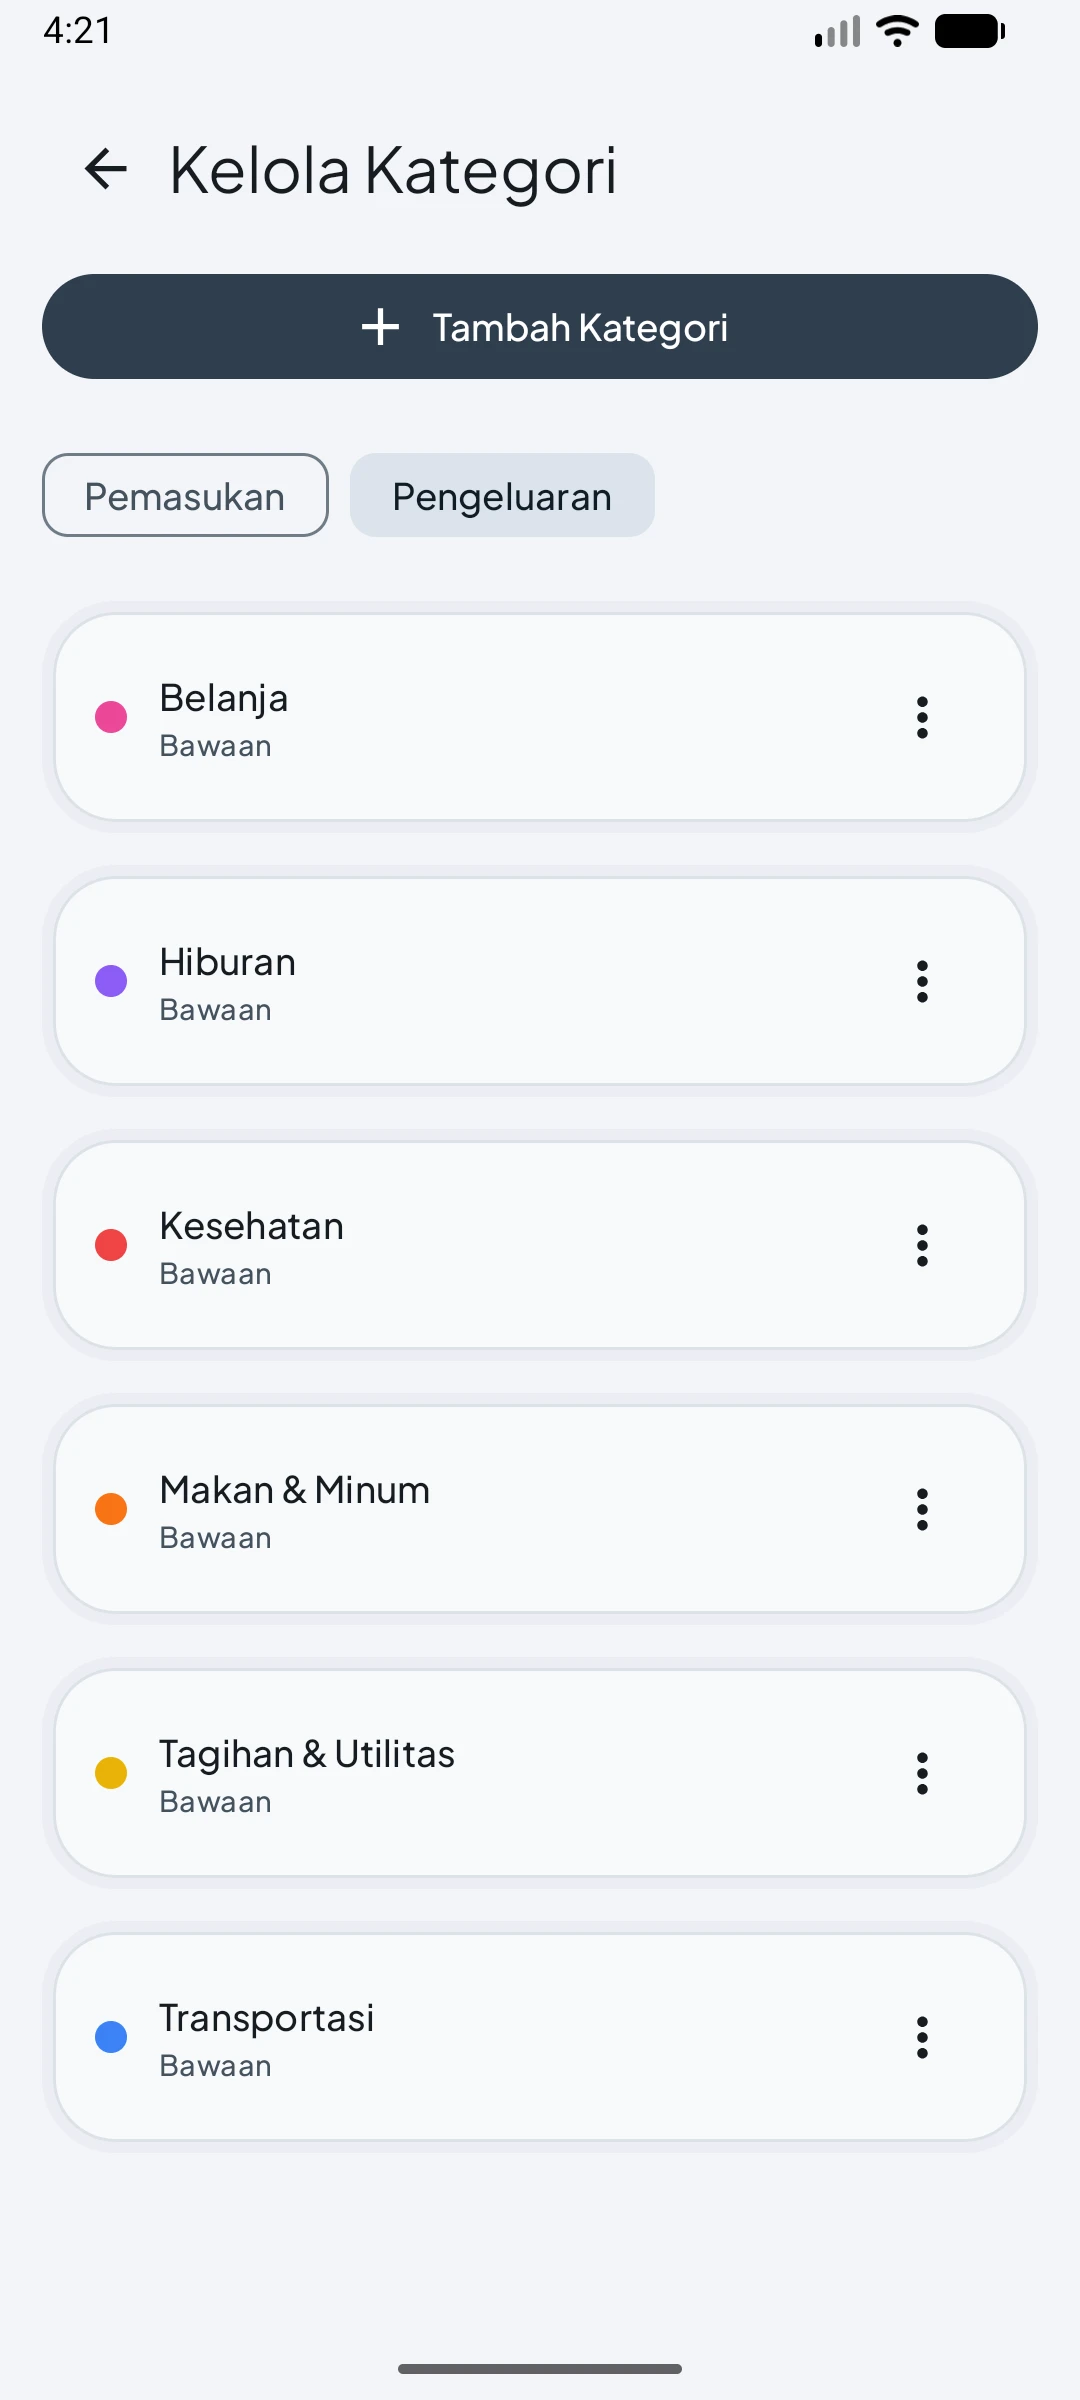 4:21
Kelola Kategori
Tambah Kategori
Pemasukan
Pengeluaran
Belanja
Bawaan
Hiburan
Bawaan
Kesehatan
Bawaan
Makan & Minum
Bawaan
Tagihan & Utilitas
Bawaan
Transportasi
Bawaan